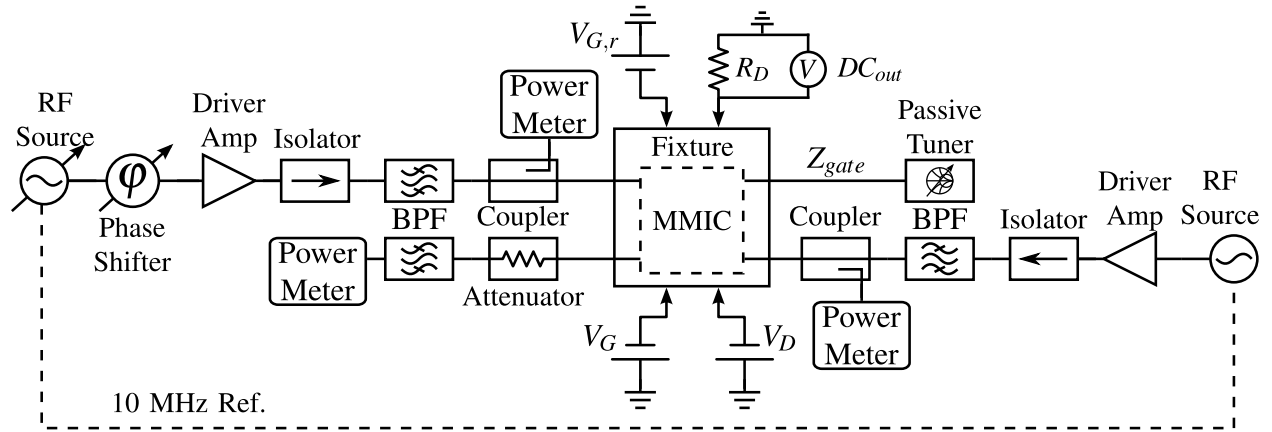 V_{G,r}
R_D
V
DC_{out}
RF
Source
Driver
Amp
Isolator
Power
Meter
Passive
Tuner
Fixture
Z_{gate}
φ
MMIC
Driver
Amp
RF
Source
Phase
Shifter
BPF
Coupler
Coupler
BPF
Isolator
Power
Meter
Attenuator
Power
Meter
V_G
V_D
10 MHz Ref.